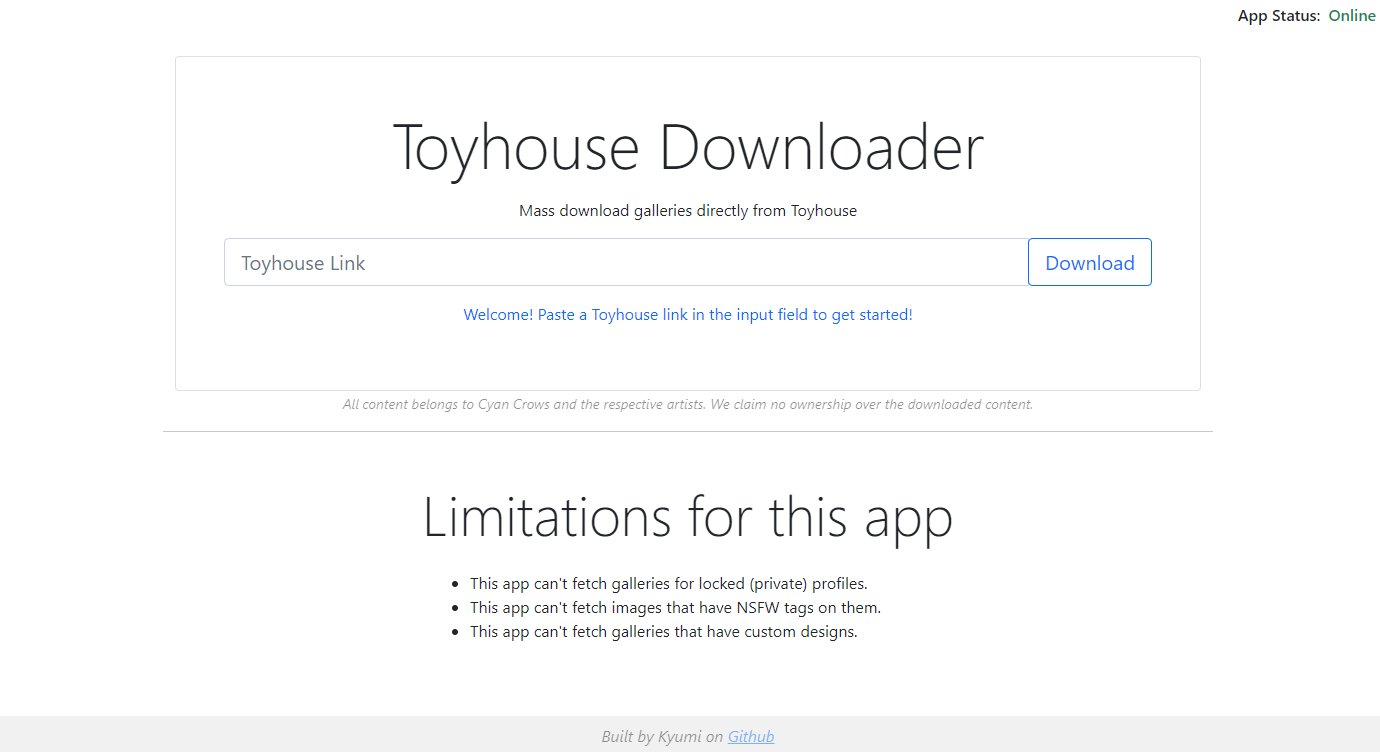 App Status: Online
Toyhouse Downloader
Mass download galleries directly from Toyhouse
Toyhouse Link
Download
Welcome! Paste a Toyhouse link in the input field to get started!
All content belongs to Cyan Crows and the respective artists. We claim no ownership over the downloaded content.
Limitations for this app
• This app can't fetch galleries for locked (private) profiles.
• This app can't fetch images that have NSFW tags on them.
• This app can't fetch galleries that have custom designs.
Built by Kyumi on Github